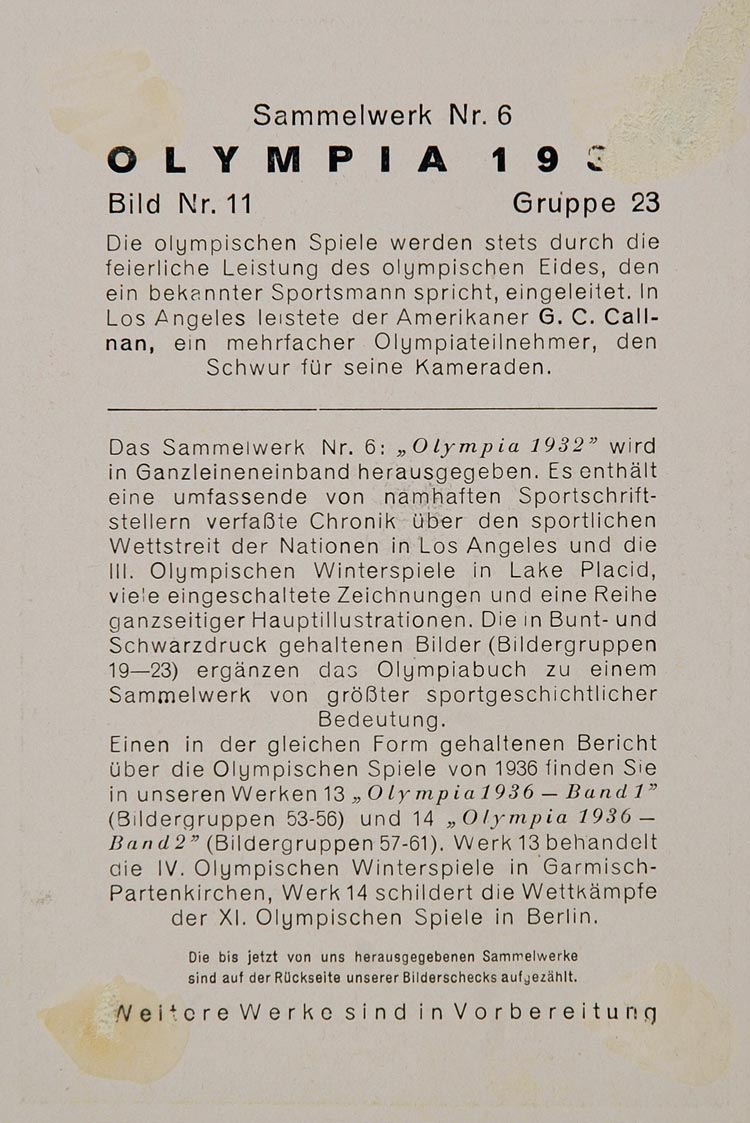 Sammelwerk Nr. 6
OLYMPIA 193
Bild Nr. 11 Gruppe 23
Die olympischen Spiele werden stets durch die
feierliche Leistung des olympischen Eides, den
ein bekannter Sportsmann spricht, eingeleitet. In
Los Angeles leistete der Amerikaner G. C. Call-
nan, ein mehrfacher Olympiateilnehmer, den
Schwur für seine Kameraden.
Das Sammelwerk Nr. 6: „Olympia 1932” wird
in Ganzleineneinband herausgegeben. Es enthält
eine umfassende von namhaften Sportschrift-
stellern verfaßte Chronik über den sportlichen
Wettstreit der Nationen in Los Angeles und die
III. Olympischen Winterspiele in Lake Placid,
viele eingeschaltete Zeichnungen und eine Reihe
ganzseitiger Hauptillustrationen. Die in Bunt- und
Schwarzdruck gehaltenen Bilder (Bildergruppen
19—23) ergänzen das Olympiabuch zu einem
Sammelwerk von größter sportgeschichtlicher
Bedeutung.
Einen in der gleichen Form gehaltenen Bericht
über die Olympischen Spiele von 1936 finden Sie
in unseren Werken 13 „Olympia 1936 — Band 1”
(Bildergruppen 53-56) und 14 „Olympia 1936 —
Band 2” (Bildergruppen 57-61). Werk 13 behandelt
die IV. Olympischen Winterspiele in Garmisch-
Partenkirchen, Werk 14 schildert die Wettkämpfe
der XI. Olympischen Spiele in Berlin.
Die bis jetzt von uns herausgegebenen Sammelwerke
sind auf der Rückseite unserer Bilderschecks aufgezählt.
Weitere Werke sind in Vorbereitung